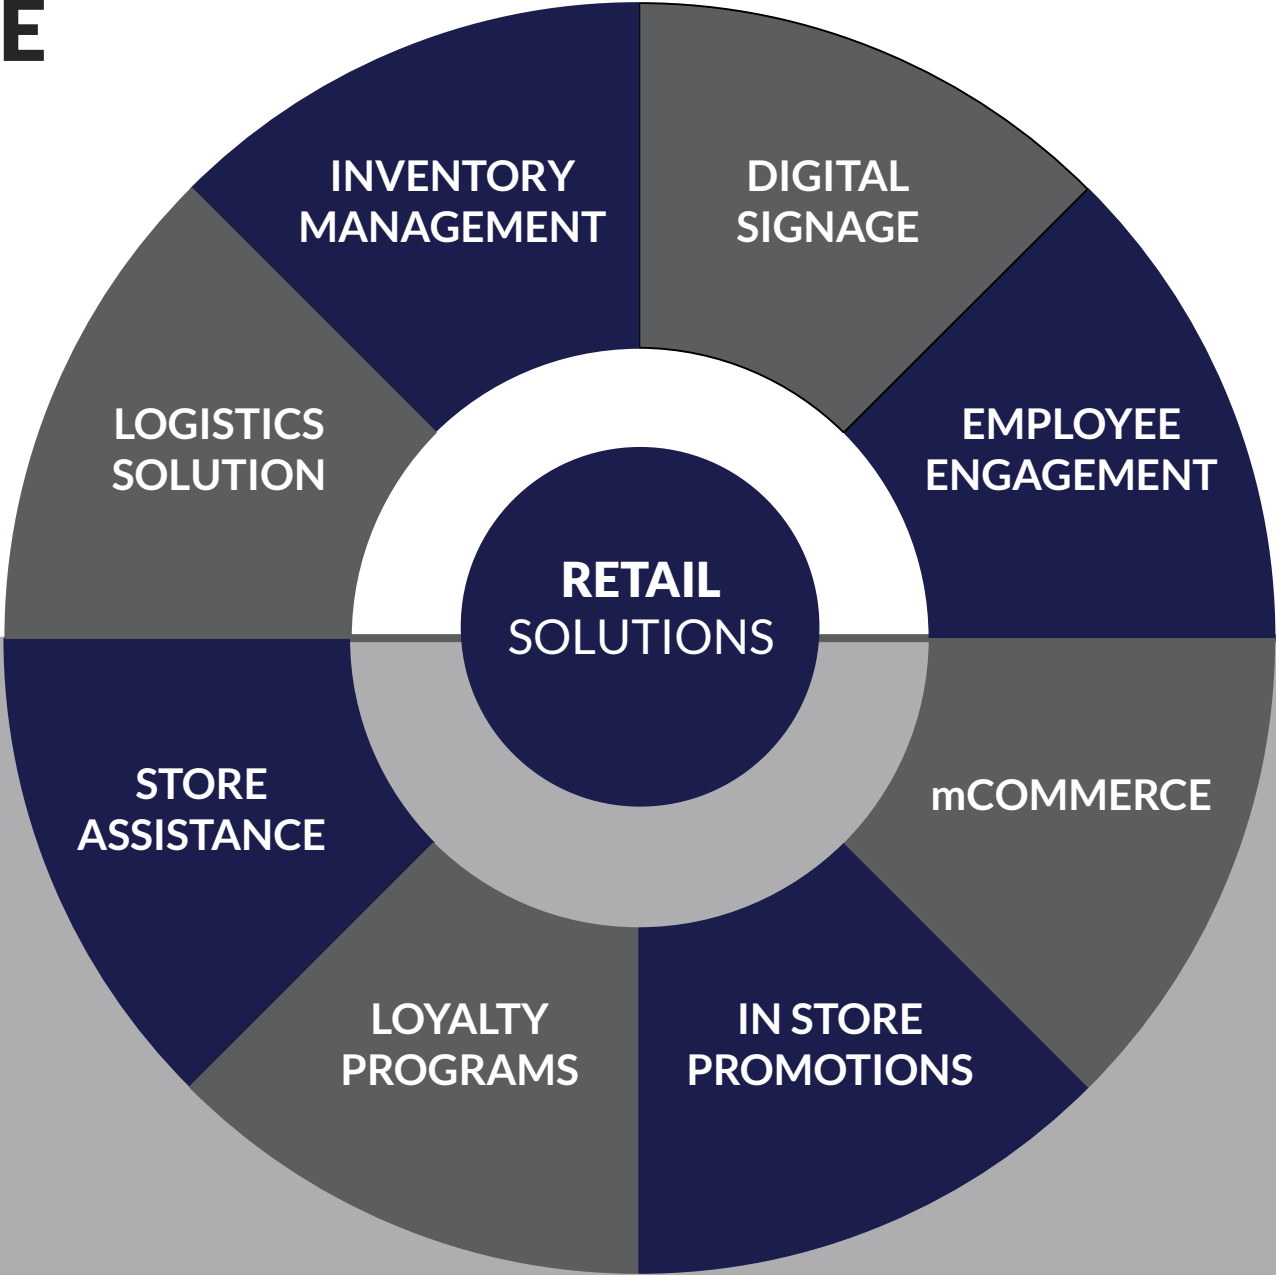 E
INVENTORY
MANAGEMENT
DIGITAL
SIGNAGE
EMPLOYEE
ENGAGEMENT
mCOMMERCE
IN STORE
PROMOTIONS
LOYALTY
PROGRAMS
STORE
ASSISTANCE
LOGISTICS
SOLUTION
RETAIL
SOLUTIONS